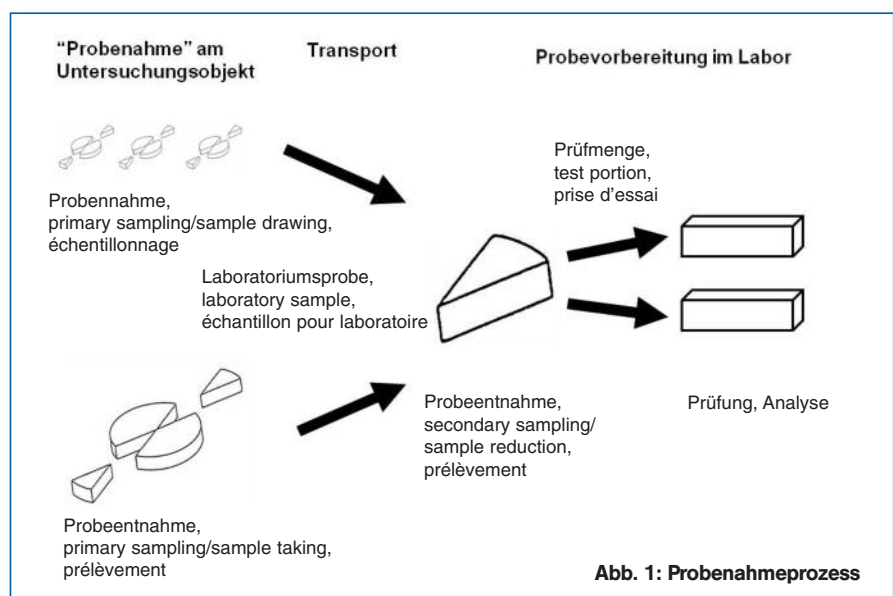 “Probenahme” am
Untersuchungsobjekt
Transport
Probevorbereitung im Labor
Probennahme,
primary sampling/sample drawing,
échentillonnage
Prüfmenge,
test portion,
prise d'essai
Laboratoriumsprobe,
laboratory sample,
échantillon pour laboratoire
Probeentnahme,
secondary sampling/
sample reduction,
prélèvement
Prüfung, Analyse
Probeentnahme,
primary sampling/sample taking,
prélèvement
Abb. 1: Probenahmeprozess